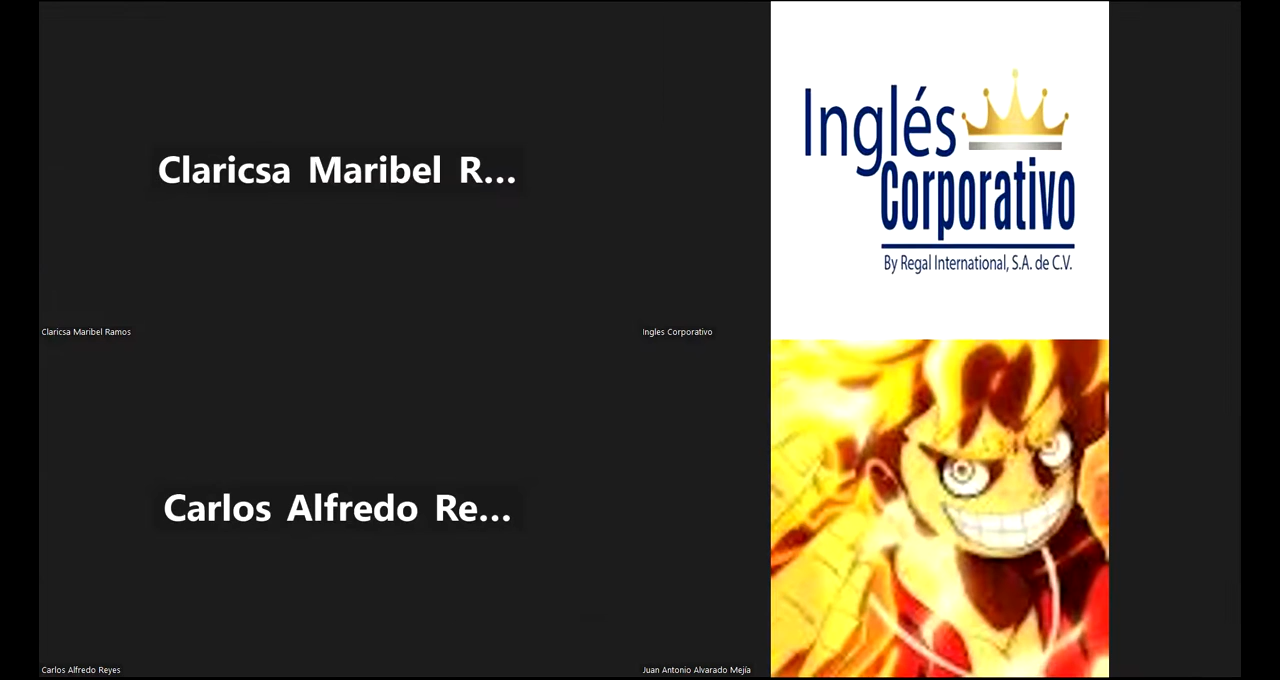 Claricsa Maribel R...
Claricsa Maribel Ramos
Inglés
Corporativo
By Regal International, S.A. de C.V.
Ingles Corporativo
Carlos Alfredo Re...
Carlos Alfredo Reyes
Juan Antonio Alvarado Mejía